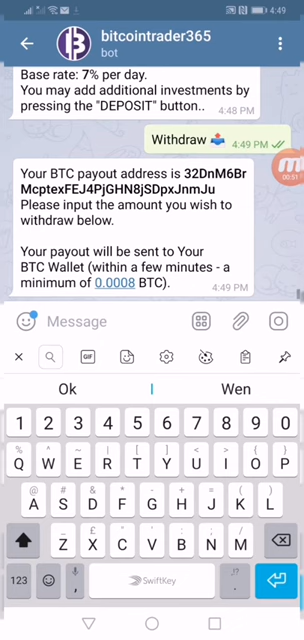 4:49
bitcointrader365
bot
Base rate: 7% per day.
You may add additional investments by
pressing the "DEPOSIT" button..
4:48 PM
Withdraw 📤 4:49 PM
00:51
Your BTC payout address is 32DnM6Br
McptexFEJ4PjGHN8jSDpxJnmJu
Please input the amount you wish to
withdraw below.
Your payout will be sent to Your
BTC Wallet (within a few minutes - a
minimum of 0.0008 BTC).
4:49 PM
Message
GIF
Ok I Wen
1 2 3 4 5 6 7 8 9 0
Q W E R T Y U I O P
A S D F G H J K L
Z X C V B N M
123 SwiftKey